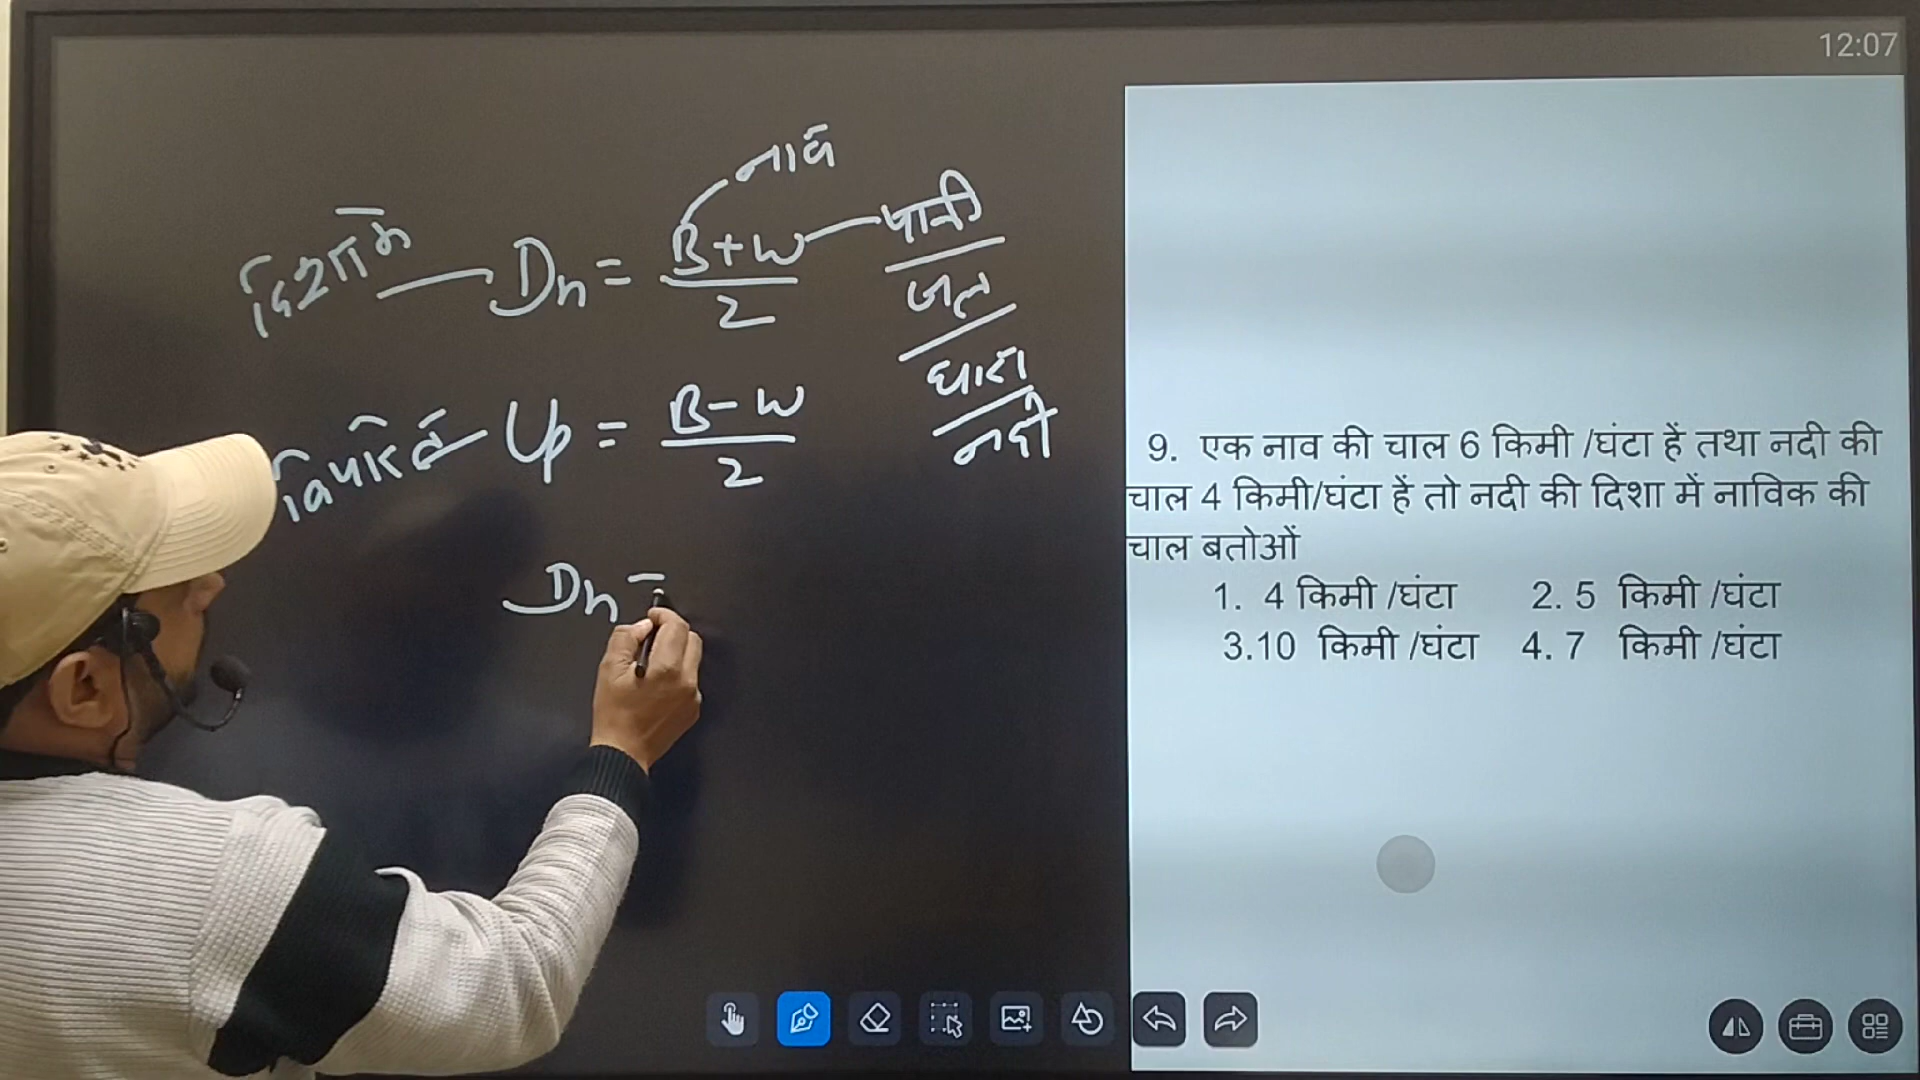 12:07
नाव
दिशा में — Dn = B+W/2 — पानी
जल
धारा
नदी
विपरीत — Up = B-W/2
Dn =
9. एक नाव की चाल 6 किमी /घंटा हैं तथा नदी की
चाल 4 किमी/घंटा हैं तो नदी की दिशा में नाविक की
चाल बतोओं
1. 4 किमी /घंटा 2. 5 किमी /घंटा
3.10 किमी /घंटा 4. 7 किमी /घंटा